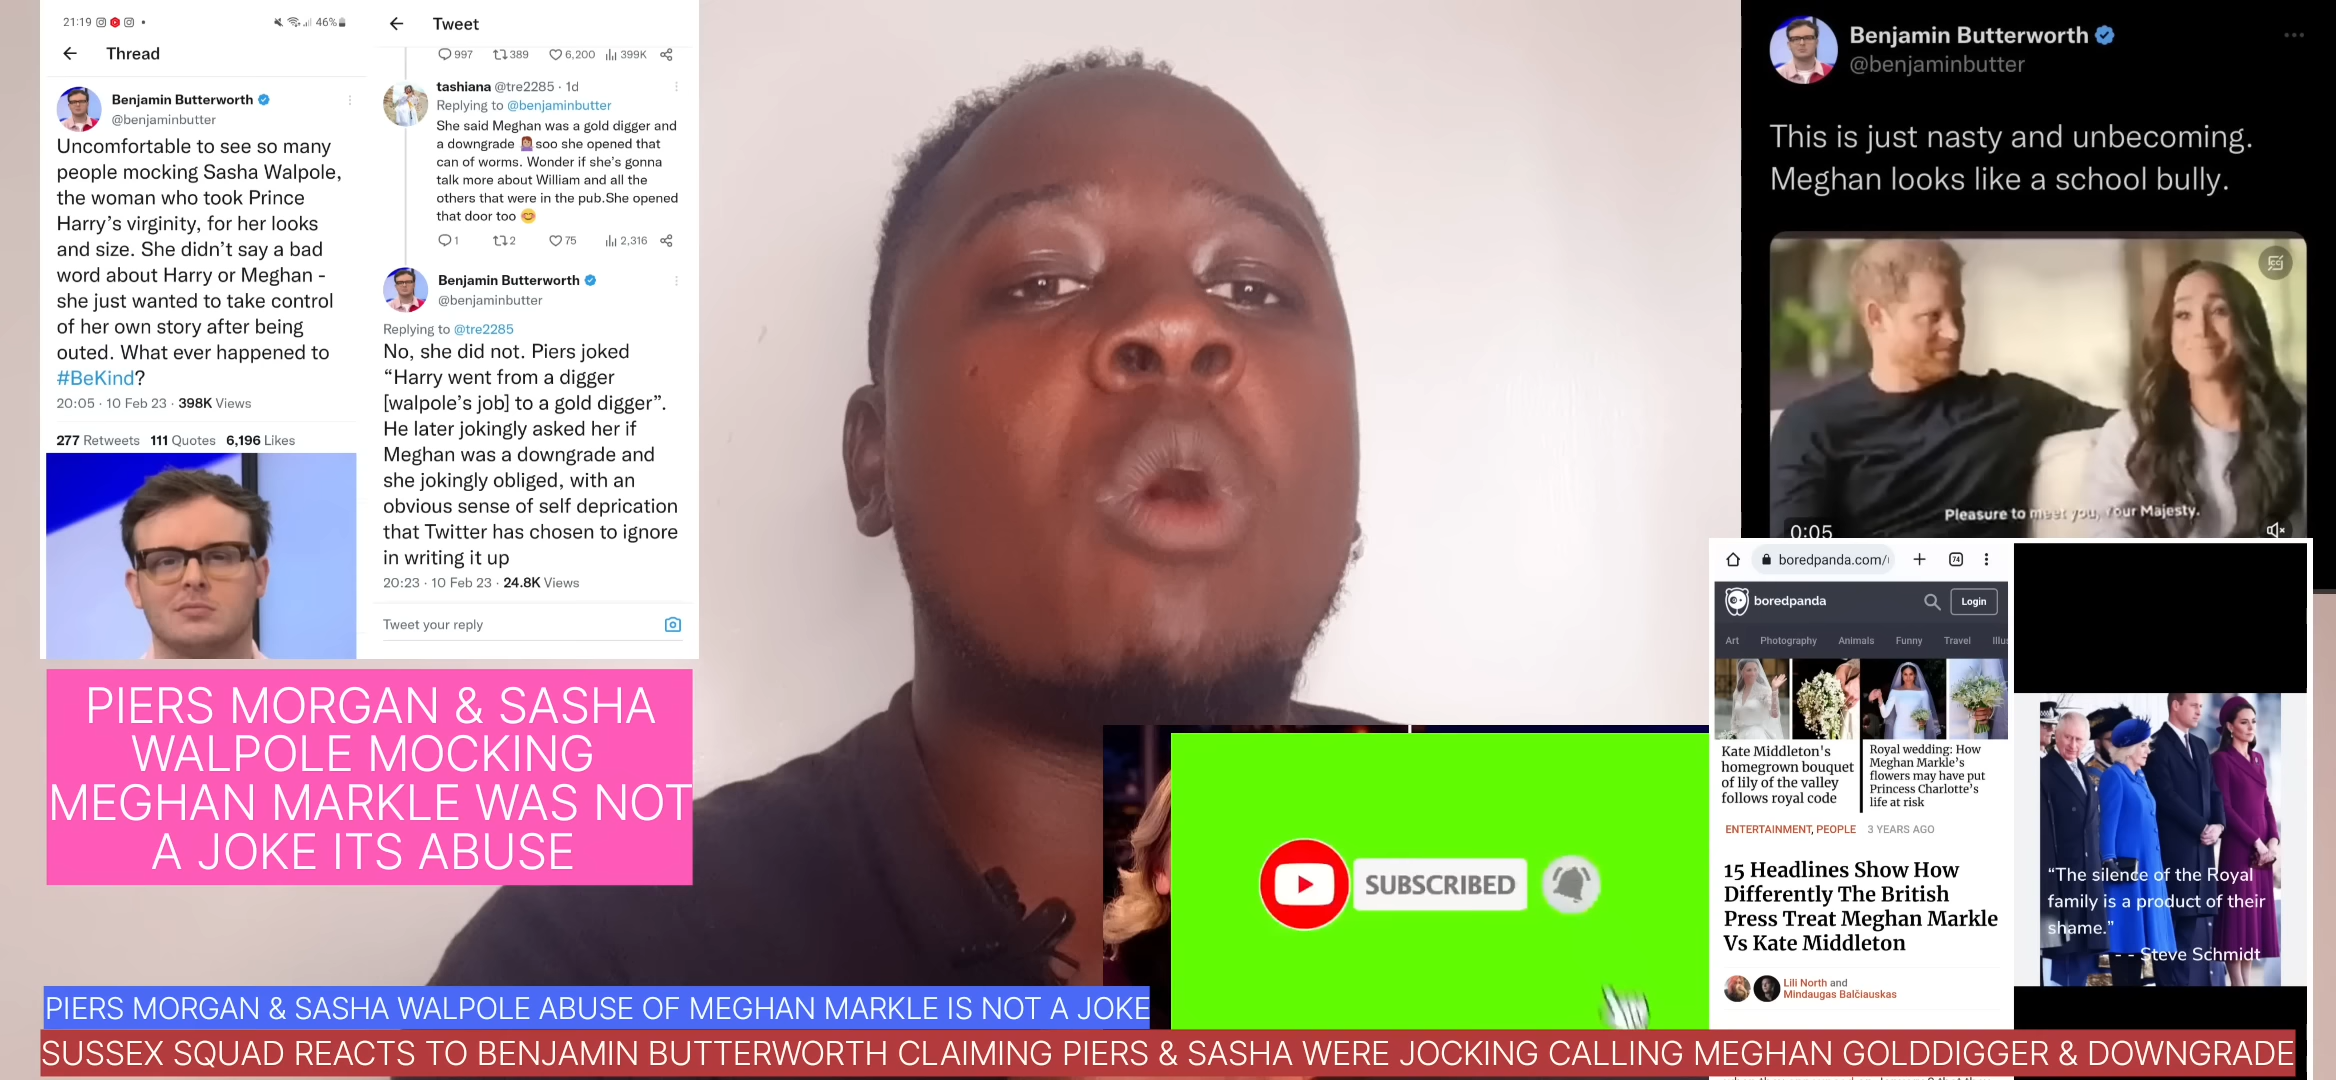 21:19
46%
Thread
Benjamin Butterworth
@benjaminbutter
Uncomfortable to see so many
people mocking Sasha Walpole,
the woman who took Prince
Harry's virginity, for her looks
and size. She didn't say a bad
word about Harry or Meghan -
she just wanted to take control
of her own story after being
outed. What ever happened to
#BeKind?
20:05 · 10 Feb 23 · 398K Views
277 Retweets 111 Quotes 6,196 Likes
Tweet
997 389 6,200 399K
tashiana @tre2285 · 1d
Replying to @benjaminbutter
She said Meghan was a gold digger and
a downgrade 🤷🏽‍♀️ soo she opened that
can of worms. Wonder if she's gonna
talk more about William and all the
others that were in the pub.She opened
that door too 😊
1 2 75 2,316
Benjamin Butterworth
@benjaminbutter
Replying to @tre2285
No, she did not. Piers joked
“Harry went from a digger
[walpole's job] to a gold digger”.
He later jokingly asked her if
Meghan was a downgrade and
she jokingly obliged, with an
obvious sense of self deprication
that Twitter has chosen to ignore
in writing it up
20:23 · 10 Feb 23 · 24.8K Views
Tweet your reply
Benjamin Butterworth
@benjaminbutter
This is just nasty and unbecoming.
Meghan looks like a school bully.
Pleasure to meet you, Your Majesty.
0:05
PIERS MORGAN & SASHA
WALPOLE MOCKING
MEGHAN MARKLE WAS NOT
A JOKE ITS ABUSE
SUBSCRIBED
boredpanda.com/
74
boredpanda
Login
Art Photography Animals Funny Travel Illus
Kate Middleton's
homegrown bouquet
of lily of the valley
follows royal code
Royal wedding: How
Meghan Markle's
flowers may have put
Princess Charlotte's
life at risk
ENTERTAINMENT, PEOPLE 3 YEARS AGO
15 Headlines Show How
Differently The British
Press Treat Meghan Markle
Vs Kate Middleton
Lili North and
Mindaugas Balčiauskas
“The silence of the Royal
family is a product of their
shame.”
- - Steve Schmidt
PIERS MORGAN & SASHA WALPOLE ABUSE OF MEGHAN MARKLE IS NOT A JOKE
SUSSEX SQUAD REACTS TO BENJAMIN BUTTERWORTH CLAIMING PIERS & SASHA WERE JOCKING CALLING MEGHAN GOLDDIGGER & DOWNGRADE